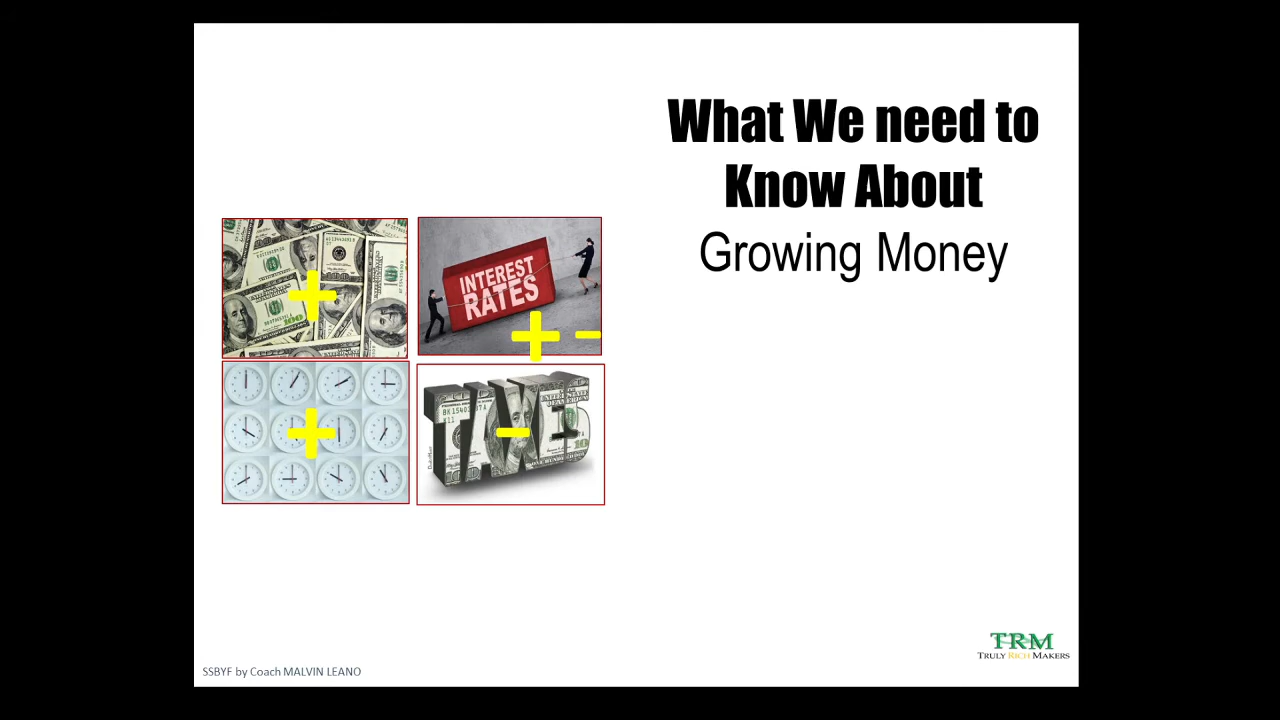 What We need to
Know About
Growing Money
INTEREST
RATES
TAXES
SSBYF by Coach MALVIN LEANO
TRM
TRULY RICH MAKERS